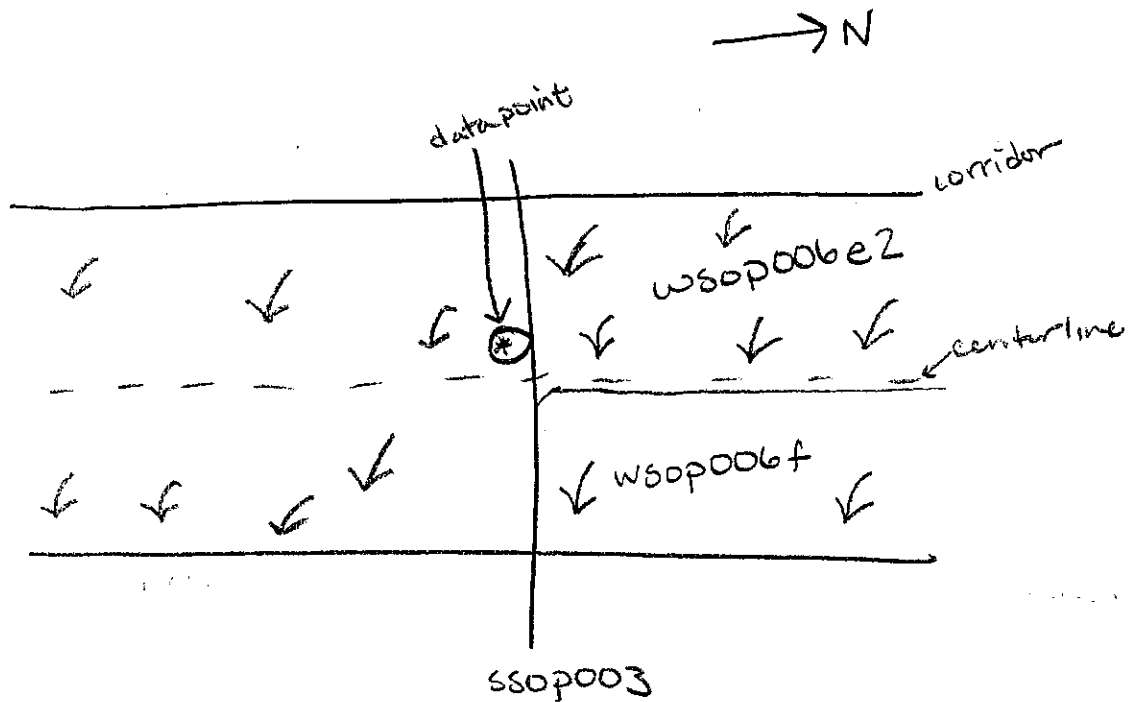 N
datapoint
corridor
wsop006e2
centerline
wsop006f
ssop003